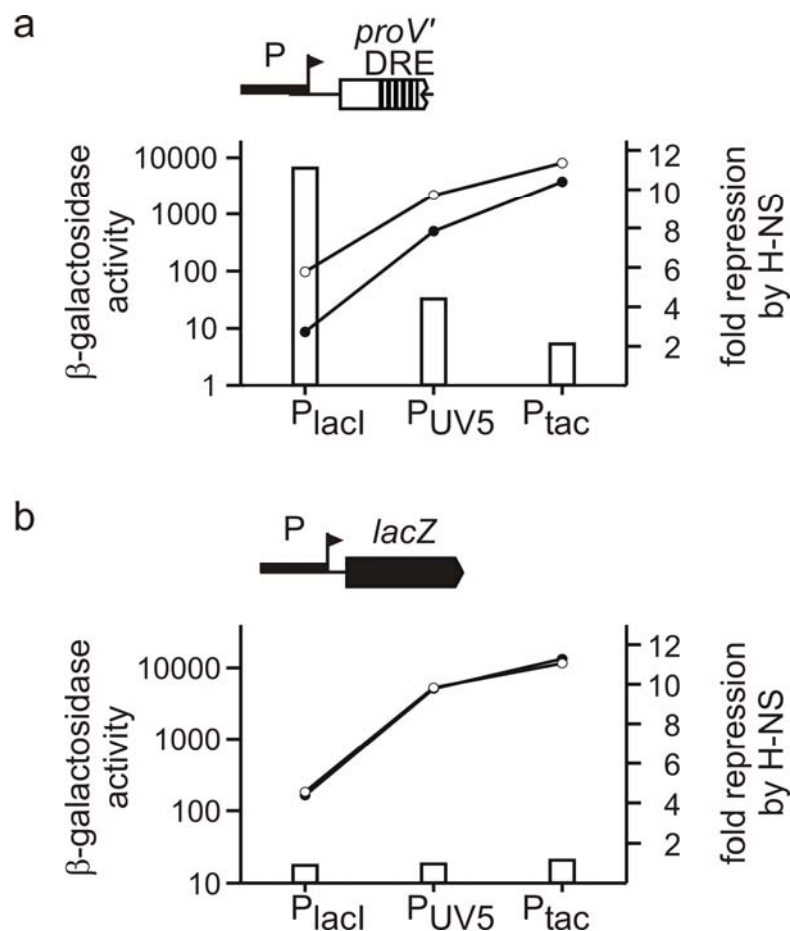 a
proV'
P
DRE
β-galactosidase
activity
10000
1000
100
10
1
12
10
8
6
4
2
fold repression
by H-NS
PlacI
PUV5
Ptac
b
P
lacZ
β-galactosidase
activity
10000
1000
100
10
12
10
8
6
4
2
fold repression
by H-NS
PlacI
PUV5
Ptac